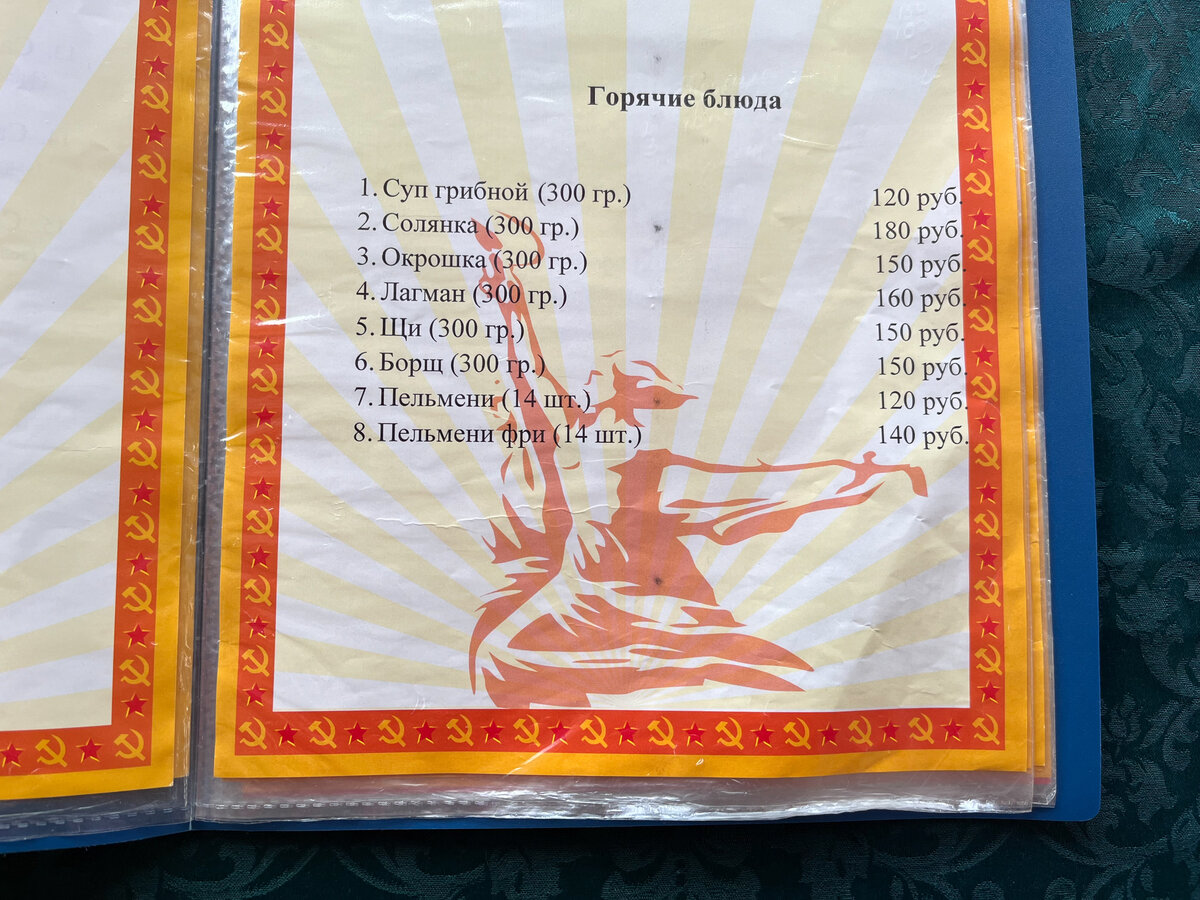 Горячие блюда
1. Суп грибной (300 гр.) 120 руб.
2. Солянка (300 гр.) 180 руб.
3. Окрошка (300 гр.) 150 руб.
4. Лагман (300 гр.) 160 руб.
5. Щи (300 гр.) 150 руб.
6. Борщ (300 гр.) 150 руб.
7. Пельмени (14 шт.) 120 руб.
8. Пельмени фри (14 шт.) 140 руб.